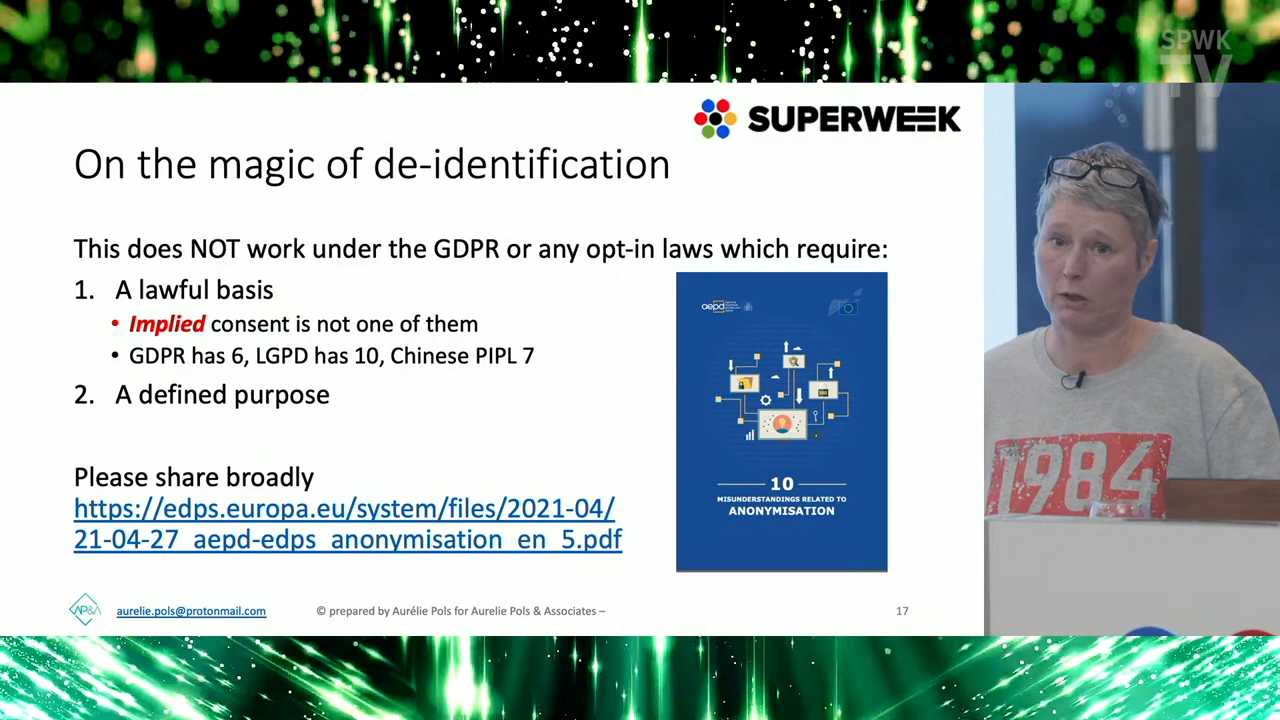 SPWK
TV
SUPERWEEK
On the magic of de-identification
This does NOT work under the GDPR or any opt-in laws which require:
1. A lawful basis
• Implied consent is not one of them
• GDPR has 6, LGPD has 10, Chinese PIPL 7
2. A defined purpose
Please share broadly
https://edps.europa.eu/system/files/2021-04/
21-04-27_aepd-edps_anonymisation_en_5.pdf
aepd
10
MISUNDERSTANDINGS RELATED TO
ANONYMISATION
1984
AP&A
aurelie.pols@protonmail.com
© prepared by Aurélie Pols for Aurelie Pols & Associates –
17